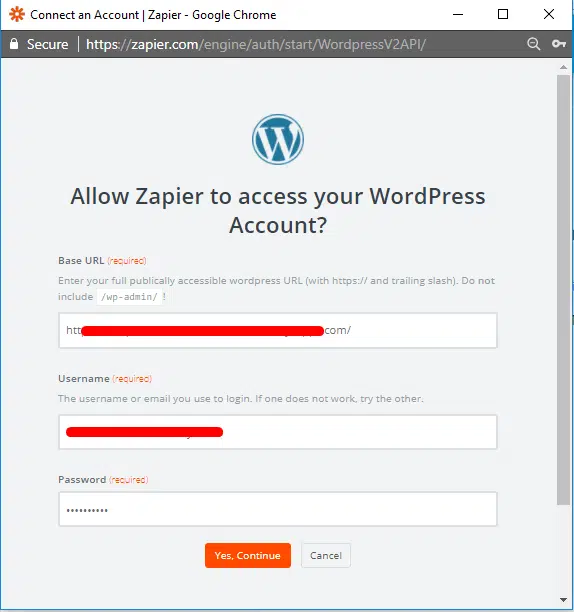 Connect an Account | Zapier - Google Chrome
Secure | https://zapier.com/engine/auth/start/WordpressV2API/
Allow Zapier to access your WordPress
Account?
Base URL (required)
Enter your full publically accessible wordpress URL (with https:// and trailing slash). Do not
include /wp-admin/ !
com/
Username (required)
The username or email you use to login. If one does not work, try the other.
Password (required)
••••••••••
Yes, Continue
Cancel